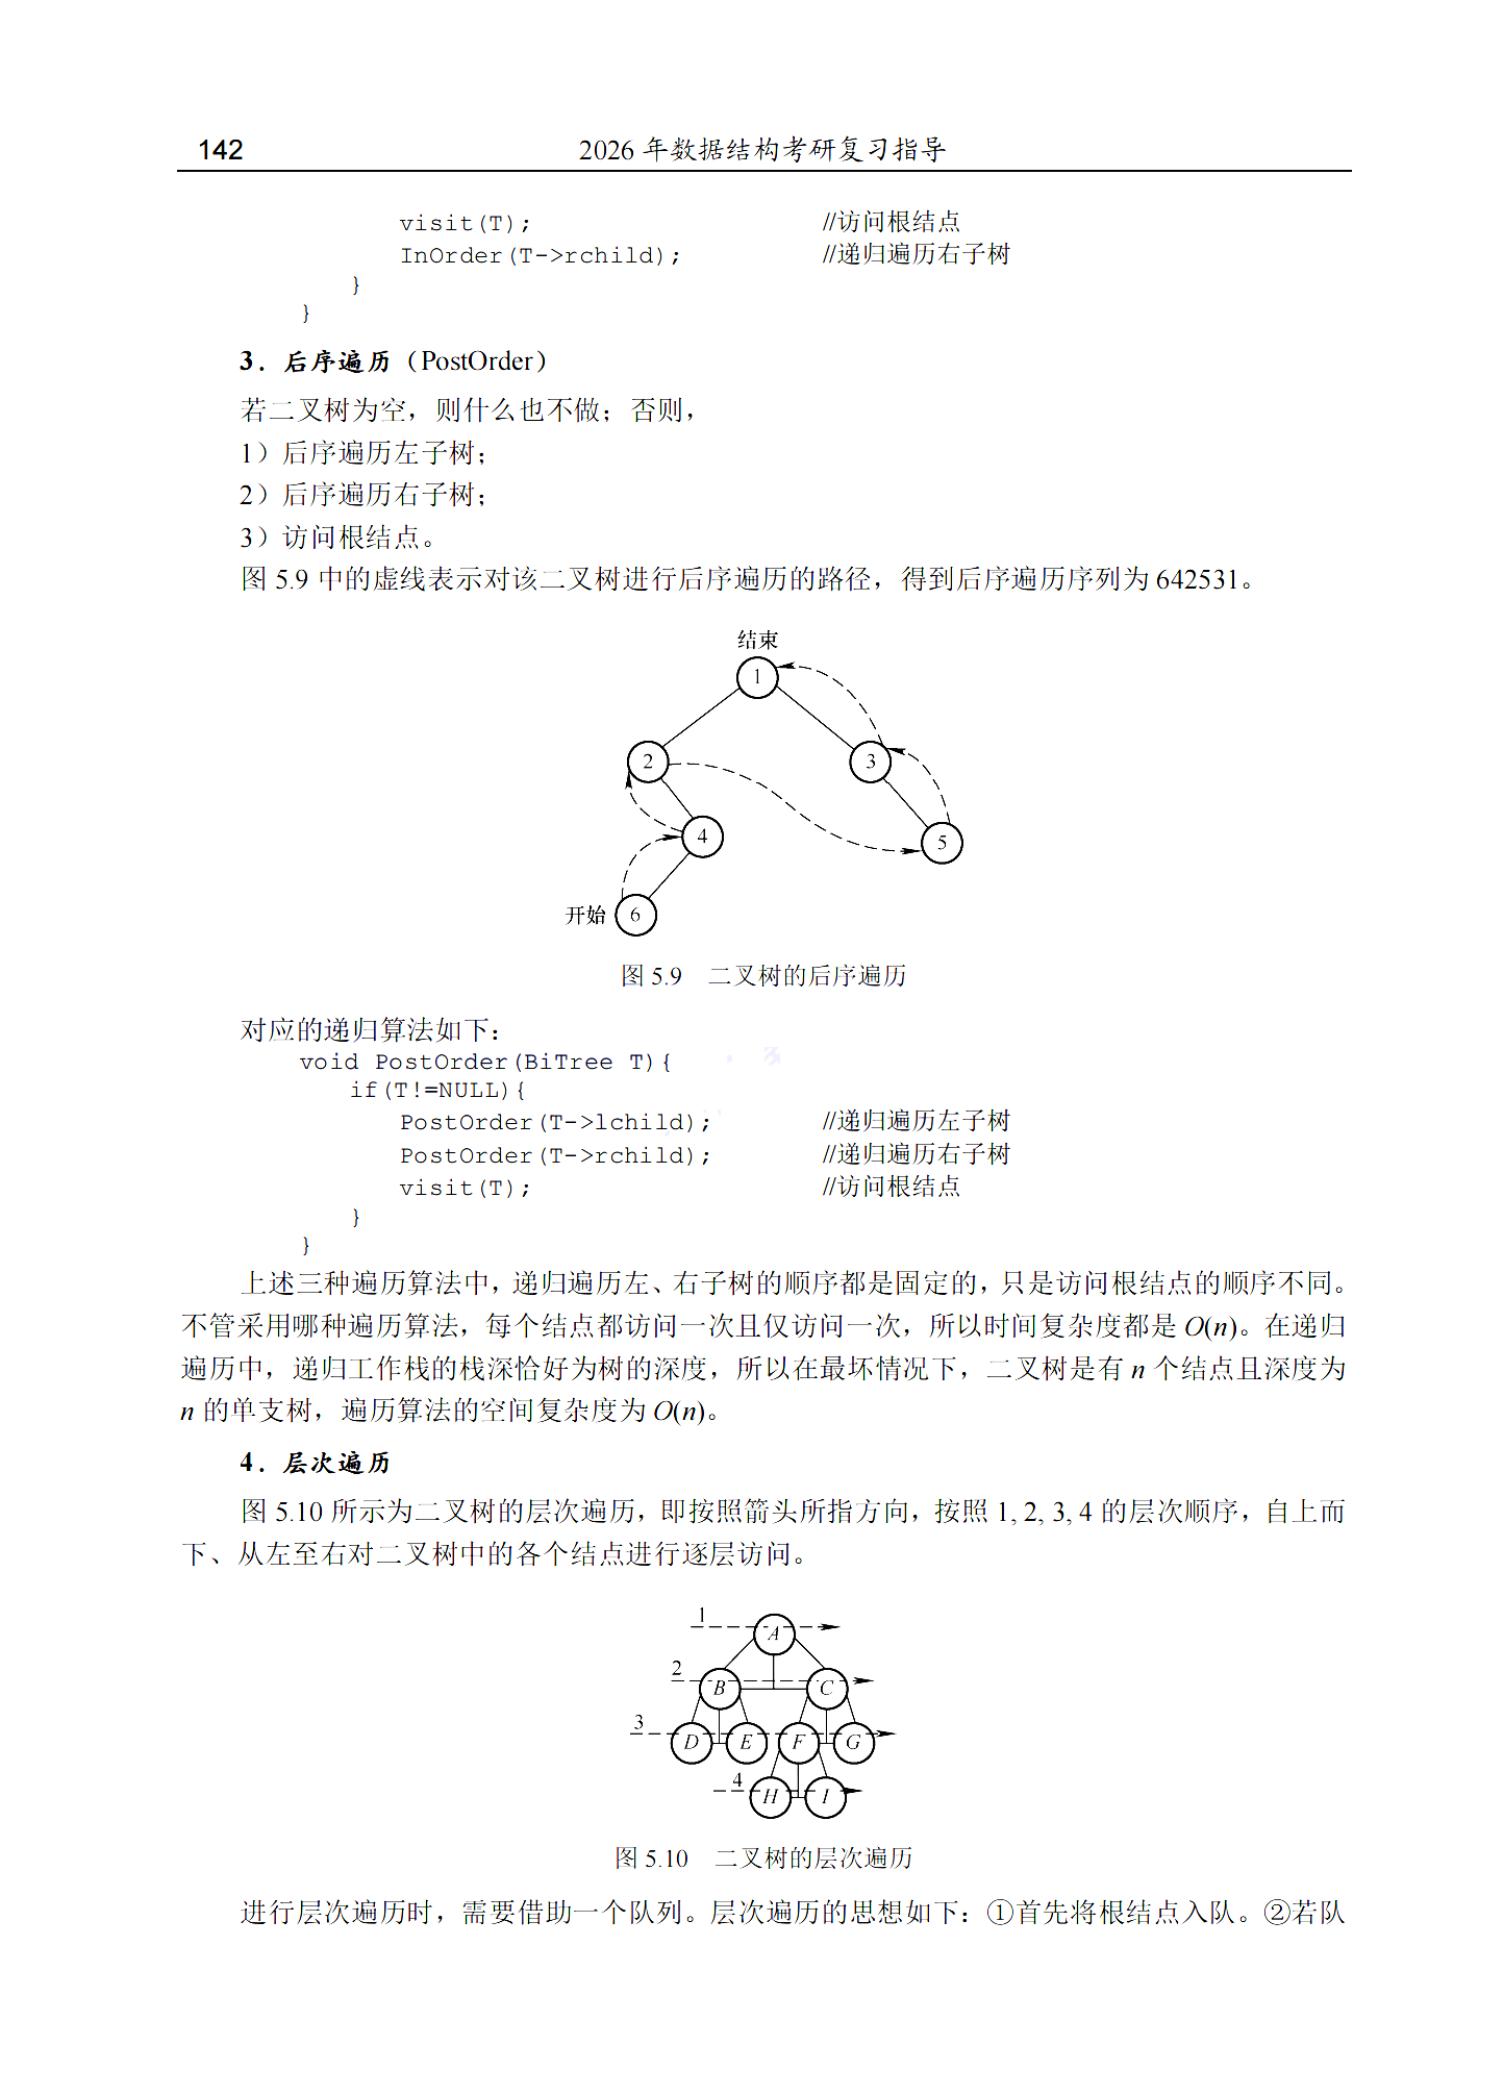 142 2026 年数据结构考研复习指导
visit(T); //访问根结点
InOrder(T->rchild); //递归遍历右子树
}
}
3．后序遍历（PostOrder）
若二叉树为空，则什么也不做；否则，
1）后序遍历左子树；
2）后序遍历右子树；
3）访问根结点。
图 5.9 中的虚线表示对该二叉树进行后序遍历的路径，得到后序遍历序列为 642531。
结束
1
2 3
4 5
开始 6
图 5.9 二叉树的后序遍历
对应的递归算法如下：
void PostOrder(BiTree T){
if(T!=NULL){
PostOrder(T->lchild); //递归遍历左子树
PostOrder(T->rchild); //递归遍历右子树
visit(T); //访问根结点
}
}
上述三种遍历算法中，递归遍历左、右子树的顺序都是固定的，只是访问根结点的顺序不同。
不管采用哪种遍历算法，每个结点都访问一次且仅访问一次，所以时间复杂度都是 O(n)。在递归
遍历中，递归工作栈的栈深恰好为树的深度，所以在最坏情况下，二叉树是有 n 个结点且深度为
n 的单支树，遍历算法的空间复杂度为 O(n)。
4．层次遍历
图 5.10 所示为二叉树的层次遍历，即按照箭头所指方向，按照 1, 2, 3, 4 的层次顺序，自上而
下、从左至右对二叉树中的各个结点进行逐层访问。
1 A
2 B C
3 D E F G
4 H I
图 5.10 二叉树的层次遍历
进行层次遍历时，需要借助一个队列。层次遍历的思想如下：①首先将根结点入队。②若队